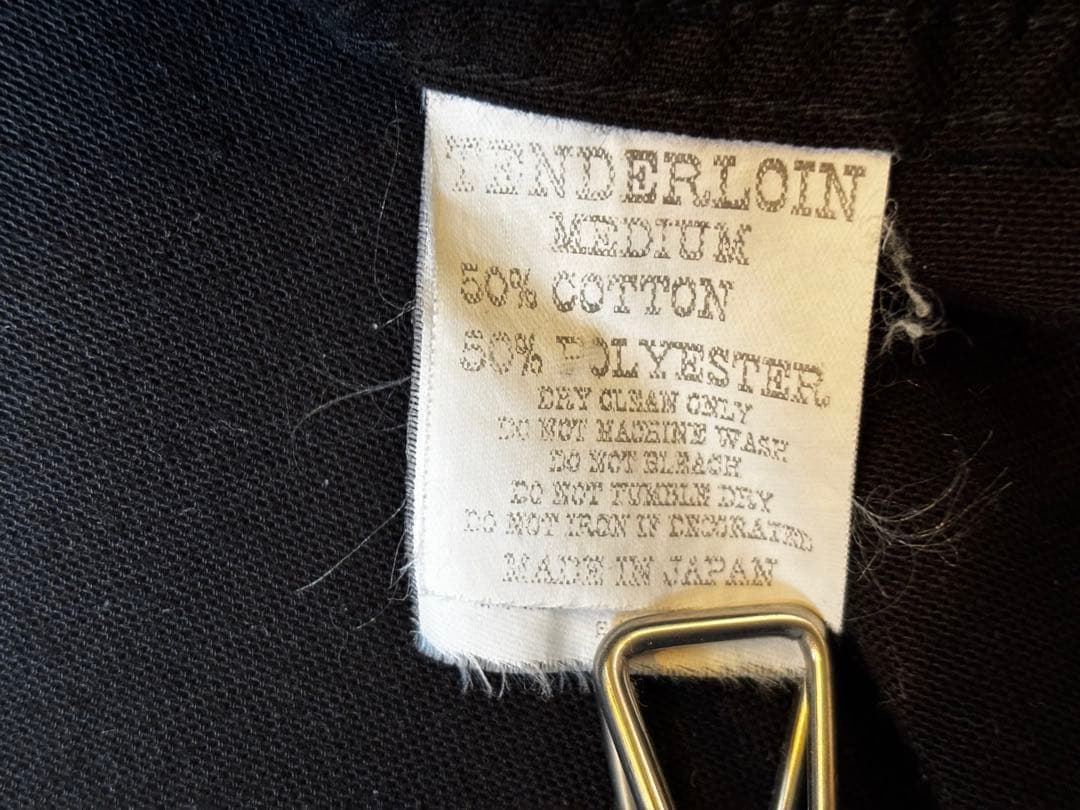 TENDERLOIN
MEDIUM
50% COTTON
50% POLYESTER
DRY CLEAN ONLY
DO NOT MACHINE WASH
DO NOT BLEACH
DO NOT TUMBLE DRY
DO NOT IRON IF DECORATED
MADE IN JAPAN